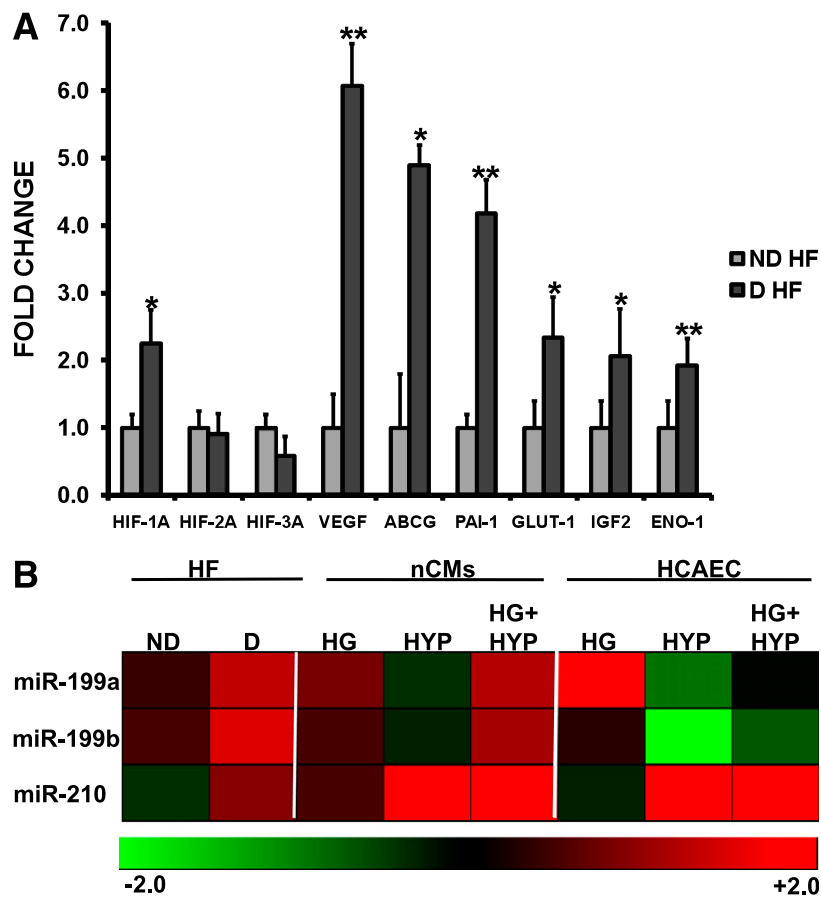 A
FOLD CHANGE
7.0
6.0
5.0
4.0
3.0
2.0
1.0
0.0
*
**
*
**
*
*
**
HIF-1A HIF-2A HIF-3A VEGF ABCG PAI-1 GLUT-1 IGF2 ENO-1
ND HF
D HF
B
HF nCMs HCAEC
ND D HG HYP HG+ HYP HG HYP HG+ HYP
miR-199a
miR-199b
miR-210
-2.0 +2.0